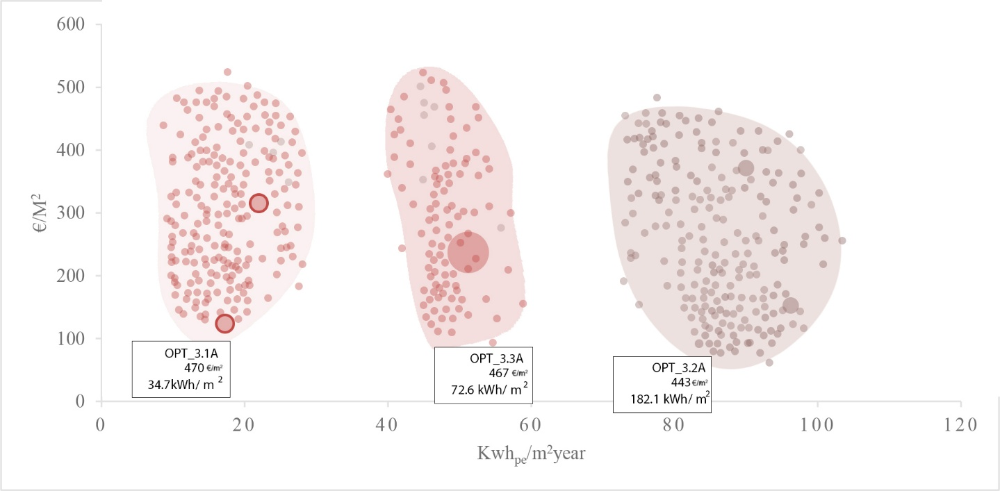 600
500
400
300
200
100
0
€/M²
OPT_3.1A
470 €/m²
34.7kWh/ m ²
OPT_3.3A
467 €/m²
72.6 kWh/ m ²
OPT_3.2A
443 €/m²
182.1 kWh/ m²
0 20 40 60 80 100 120
Kwhpe/m²year